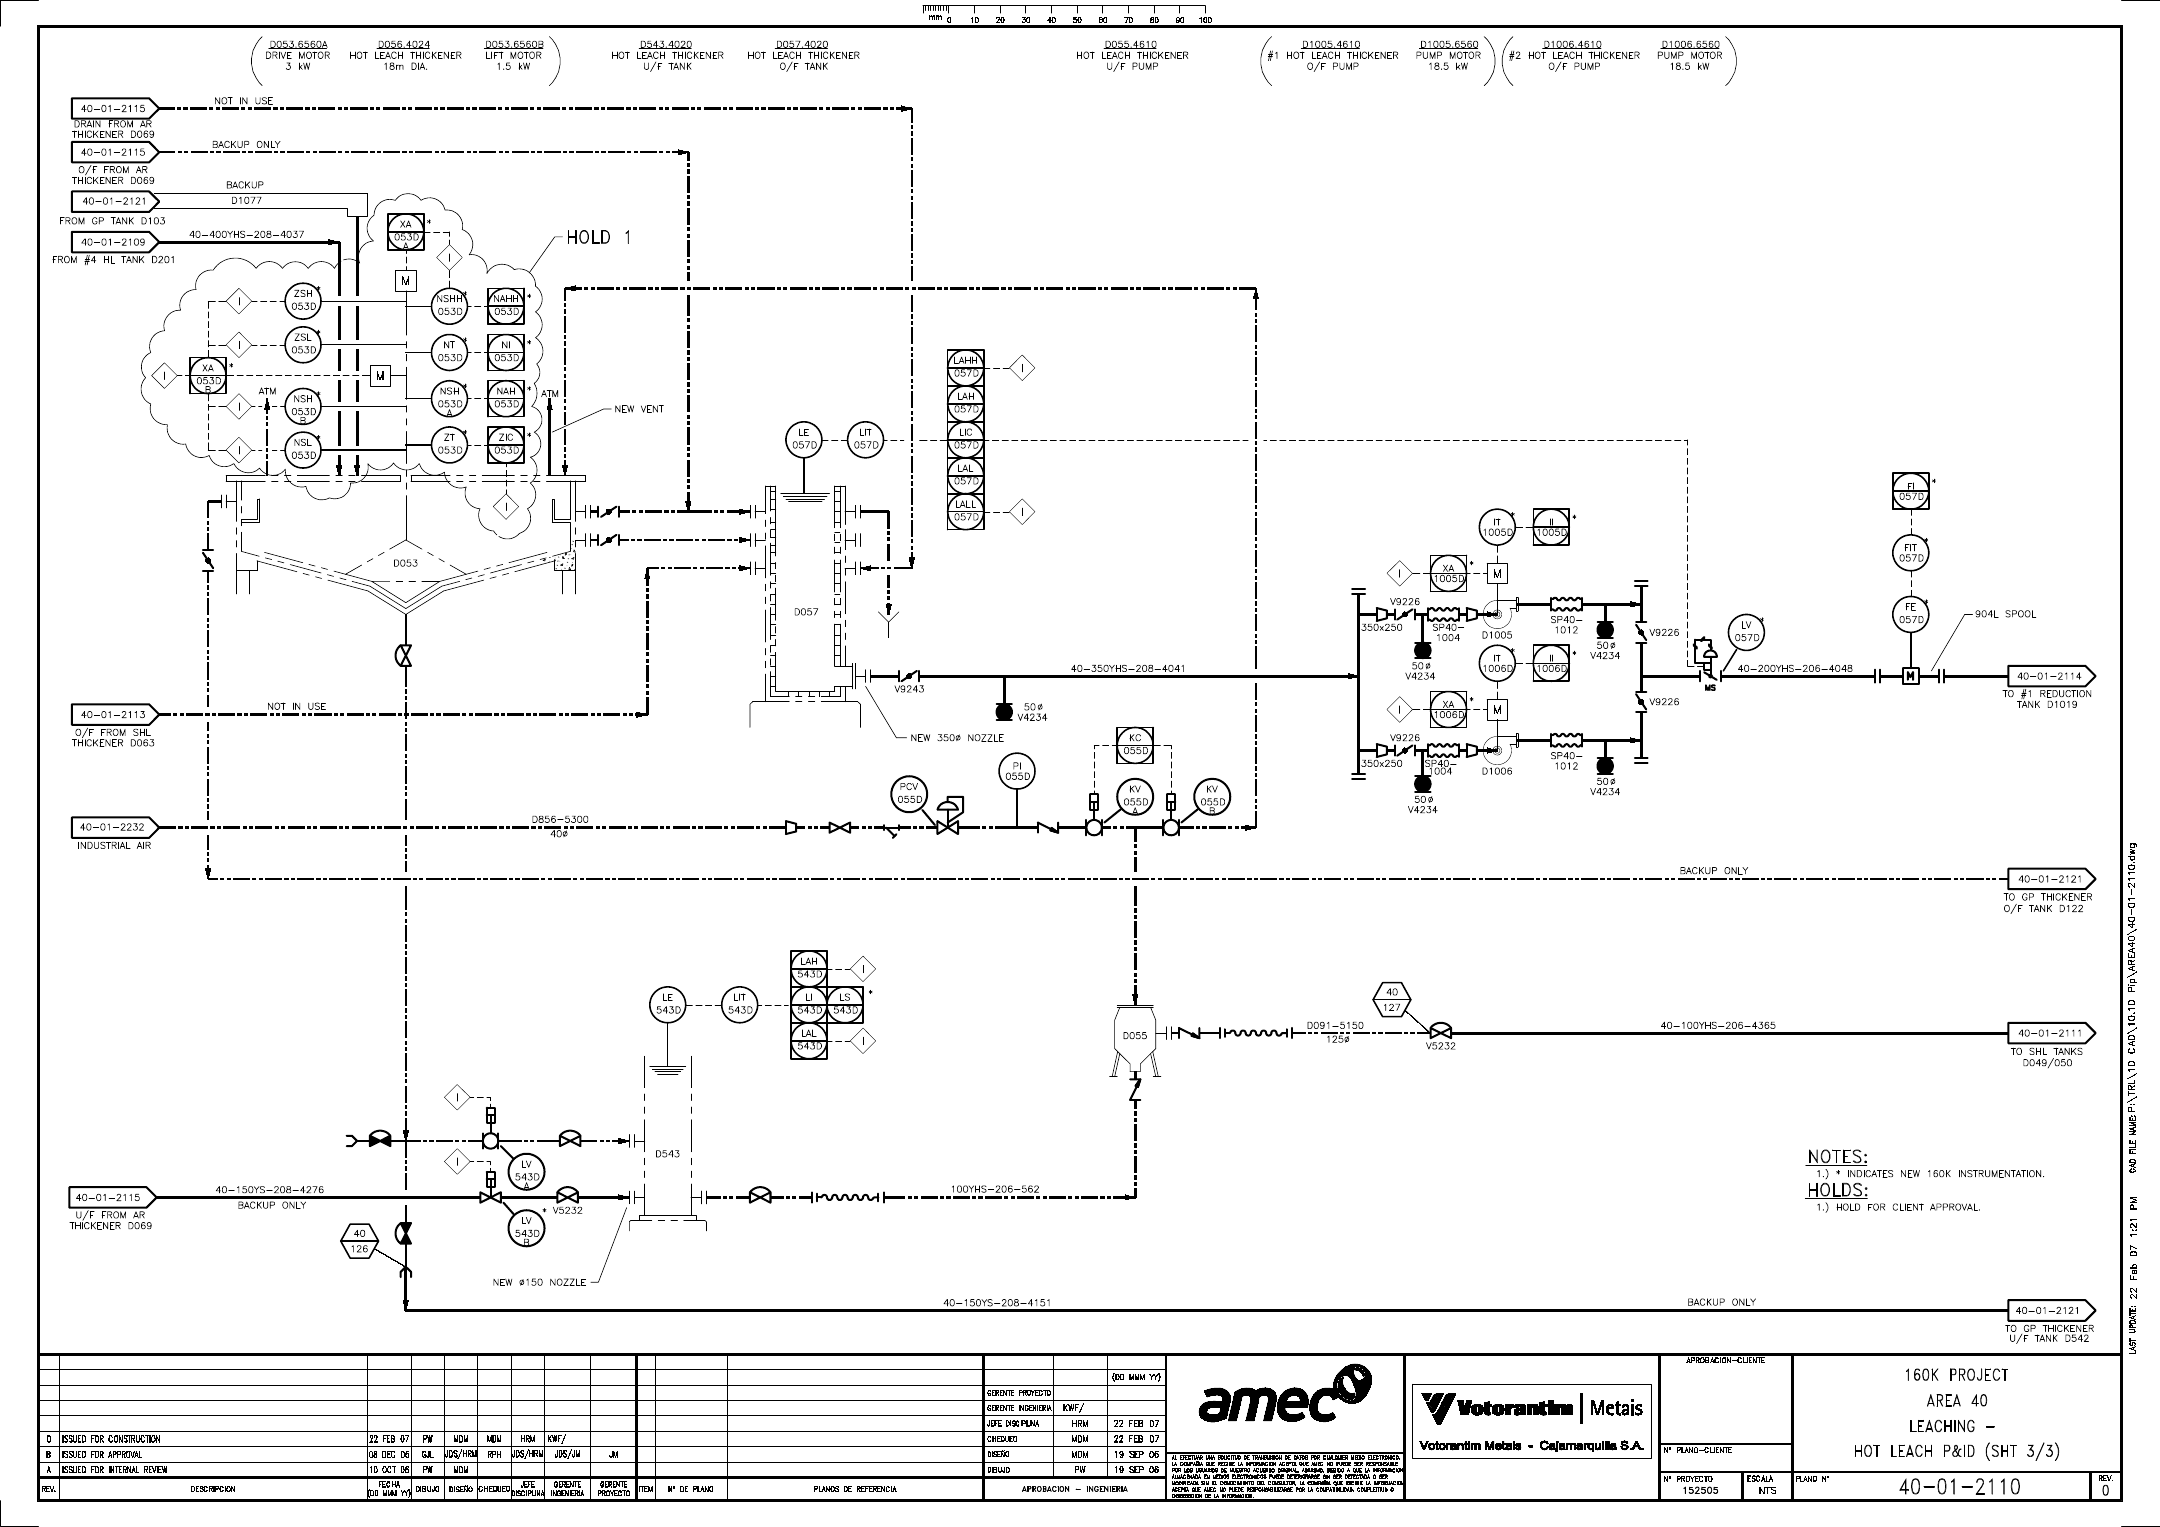 mm 0 10 20 30 40 50 60 70 80 90 100
D053.6560A
DRIVE MOTOR
3 kW
D056.4024
HOT LEACH THICKENER
18m DIA.
D053.6560B
LIFT MOTOR
1.5 kW
D543.4020
HOT LEACH THICKENER
U/F TANK
D057.4020
HOT LEACH THICKENER
O/F TANK
D055.4610
HOT LEACH THICKENER
U/F PUMP
D1005.4610
#1 HOT LEACH THICKENER
O/F PUMP
D1005.6560
PUMP MOTOR
18.5 kW
D1006.4610
#2 HOT LEACH THICKENER
O/F PUMP
D1006.6560
PUMP MOTOR
18.5 kW
40-01-2115
NOT IN USE
DRAIN FROM AR
THICKENER D069
40-01-2115
BACKUP ONLY
O/F FROM AR
THICKENER D069
40-01-2121
BACKUP
D1077
FROM GP TANK D103
40-01-2109
40-400YHS-208-4037
FROM #4 HL TANK D201
HOLD 1
XA
053D
A
*
I
M
ZSH
053D
*
I
NSHH
053D
*
NAHH
053D
*
ZSL
053D
*
I
NT
053D
*
NI
053D
*
I
XA
053D
B
*
M
NSH
053D
B
*
I
NSH
053D
A
*
NAH
053D
*
NSL
053D
*
I
ZT
053D
*
ZIC
053D
*
I
ATM
ATM
NEW VENT
D053
LE
057D
LIT
057D
LAHH
057D
I
LAH
057D
LIC
057D
LAL
057D
LALL
057D
I
D057
V9243
40-350YHS-208-4041
50ø
V4234
NEW 350ø NOZZLE
IT
1005D
*
II
1005D
*
XA
1005D
*
I
M
V9226
350x250
SP40-
1004
D1005
SP40-
1012
50ø
V4234
50ø
V4234
V9226
IT
1006D
*
II
1006D
*
XA
1006D
*
I
M
V9226
V9226
350x250
SP40-
1004
D1006
SP40-
1012
50ø
V4234
50ø
V4234
LV
057D
*
MS
40-200YHS-206-4048
FI
057D
*
FIT
057D
*
FE
057D
*
M
904L SPOOL
40-01-2114
TO #1 REDUCTION
TANK D1019
40-01-2113
NOT IN USE
O/F FROM SHL
THICKENER D063
40-01-2232
INDUSTRIAL AIR
D856-5300
40ø
PCV
055D
PI
055D
KC
055D
KV
055D
A
KV
055D
B
BACKUP ONLY
40-01-2121
TO GP THICKENER
O/F TANK D122
LE
543D
LIT
543D
LAH
543D
I
LI
543D
LS
543D
*
LAL
543D
I
D055
D091-5150
125ø
40
127
V5232
40-100YHS-206-4365
40-01-2111
TO SHL TANKS
D049/050
I
LV
543D
A
I
LV
543D
B
*
V5232
D543
40-01-2115
40-150YS-208-4276
BACKUP ONLY
U/F FROM AR
THICKENER D069
100YHS-206-562
40
126
NEW ø150 NOZZLE
40-150YS-208-4151
BACKUP ONLY
40-01-2121
TO GP THICKENER
U/F TANK D542
NOTES:
1.) * INDICATES NEW 160K INSTRUMENTATION.
HOLDS:
1.) HOLD FOR CLIENT APPROVAL.
LAST UPDATE: 22 Feb 07 1:21 PM CAD FILE NAME: P:\TRL\1D CAD\10.1D Pip\AREA40\40-01-2110.dwg
0 ISSUED FOR CONSTRUCTION 22 FEB 07 PW MDM MDM HRM KWF/
B ISSUED FOR APPROVAL 08 DEC 06 GJL JDS/HRM RPH JDS/HRM JDS/JM JM
A ISSUED FOR INTERNAL REVIEW 10 OCT 06 PW MDM
REV. DESCRIPCION FECHA (DD MMM YY) DIBUJO DISEÑO CHEQUEO JEFE DISCIPLINA GERENTE INGENIERIA GERENTE PROYECTO
ITEM Nº DE PLANO PLANOS DE REFERENCIA
(DD MMM YY)
GERENTE PROYECTO
GERENTE INGENIERIA KWF/
JEFE DISCIPLINA HRM 22 FEB 07
CHEQUEO MDM 22 FEB 07
DISEÑO MDM 19 SEP 06
DIBUJO PW 19 SEP 06
APROBACION - INGENIERIA
amec
Votorantim | Metais
Votorantim Metais - Cajamarquilla S.A.
APROBACION-CLIENTE
Nº PLANO-CLIENTE
Nº PROYECTO
152505
ESCALA
NTS
160K PROJECT
AREA 40
LEACHING -
HOT LEACH P&ID (SHT 3/3)
PLANO Nº
40-01-2110
REV.
0